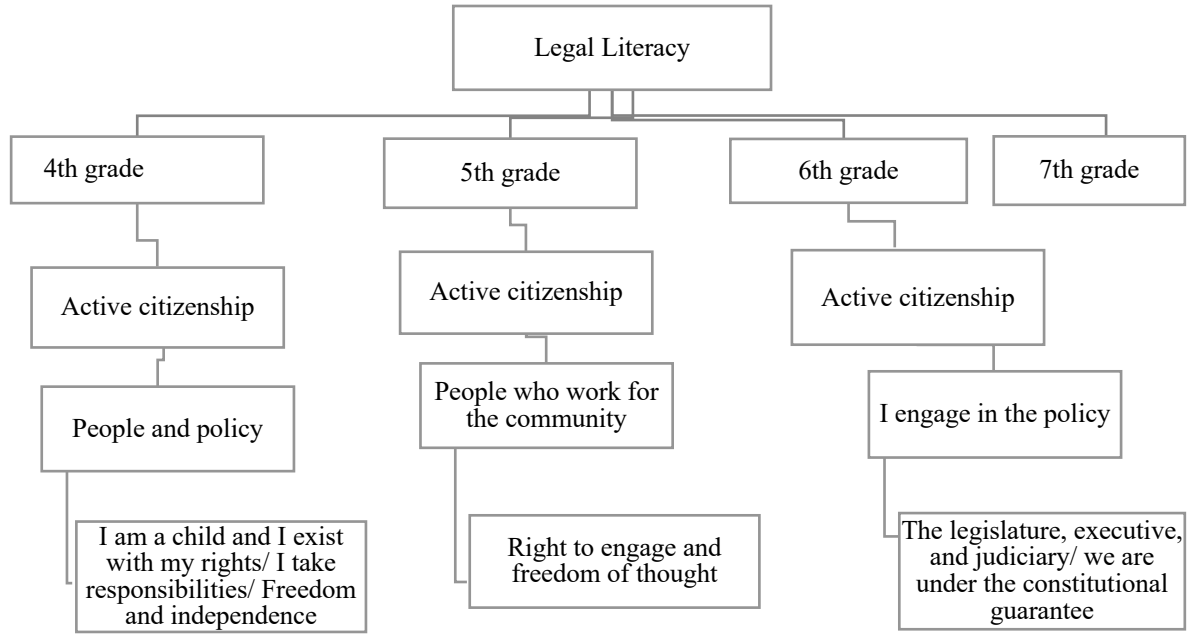 Legal Literacy
4th grade
5th grade
6th grade
7th grade
Active citizenship
Active citizenship
Active citizenship
People and policy
People who work for
the community
I engage in the policy
I am a child and I exist
with my rights/ I take
responsibilities/ Freedom
and independence
Right to engage and
freedom of thought
The legislature, executive,
and judiciary/ we are
under the constitutional
guarantee